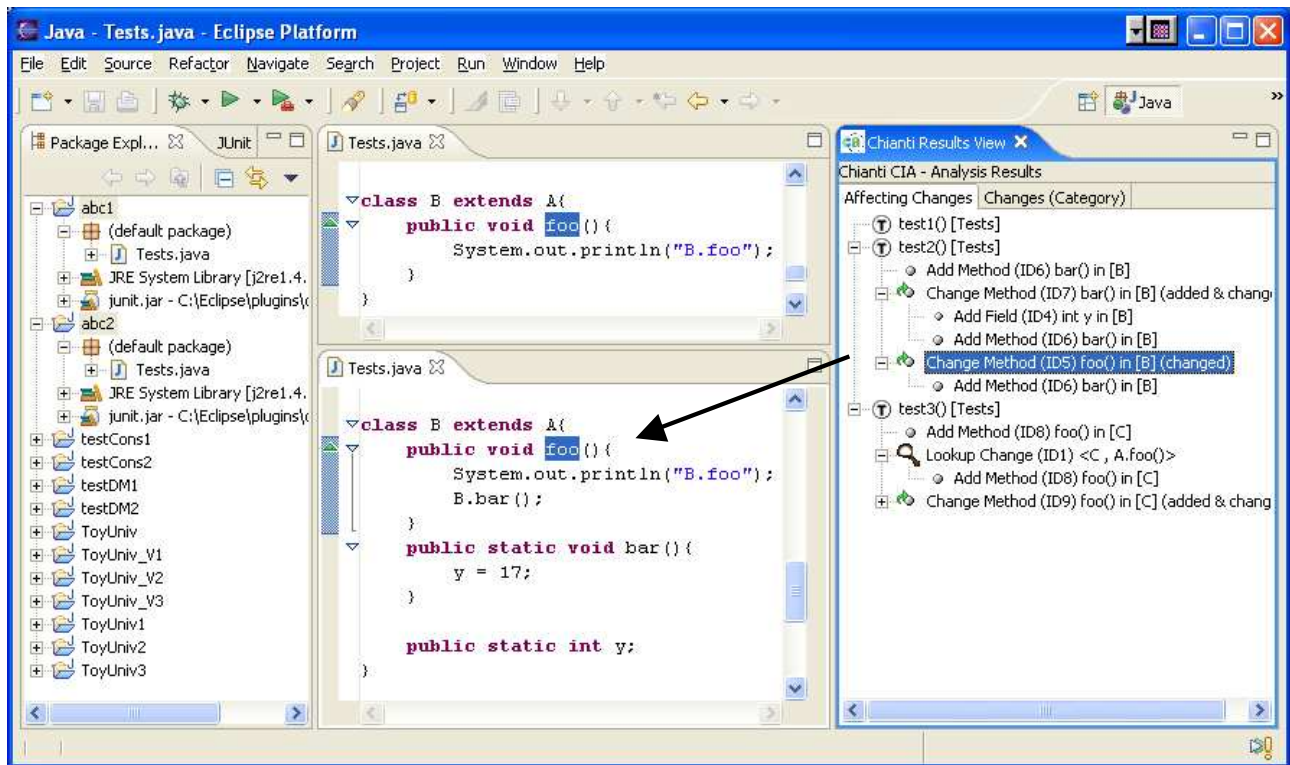 Java - Tests.java - Eclipse Platform
File Edit Source Refactor Navigate Search Project Run Window Help
Java
»
Package Expl... JUnit
abc1
(default package)
Tests.java
JRE System Library [j2re1.4.
junit.jar - C:\Eclipse\plugins\
abc2
(default package)
Tests.java
JRE System Library [j2re1.4.
junit.jar - C:\Eclipse\plugins\
testCons1
testCons2
testDM1
testDM2
ToyUniv
ToyUniv_V1
ToyUniv_V2
ToyUniv_V3
ToyUniv1
ToyUniv2
ToyUniv3
Tests.java
class B extends A{
public void foo(){
System.out.println("B.foo");
}
}
Tests.java
class B extends A{
public void foo(){
System.out.println("B.foo");
B.bar();
}
public static void bar(){
y = 17;
}
public static int y;
}
Chianti Results View
Chianti CIA - Analysis Results
Affecting Changes Changes (Category)
T test1() [Tests]
T test2() [Tests]
Add Method (ID6) bar() in [B]
Change Method (ID7) bar() in [B] (added & chang
Add Field (ID4) int y in [B]
Add Method (ID6) bar() in [B]
Change Method (ID5) foo() in [B] (changed)
Add Method (ID6) bar() in [B]
T test3() [Tests]
Add Method (ID8) foo() in [C]
Lookup Change (ID1) <C , A.foo()>
Add Method (ID8) foo() in [C]
Change Method (ID9) foo() in [C] (added & chang